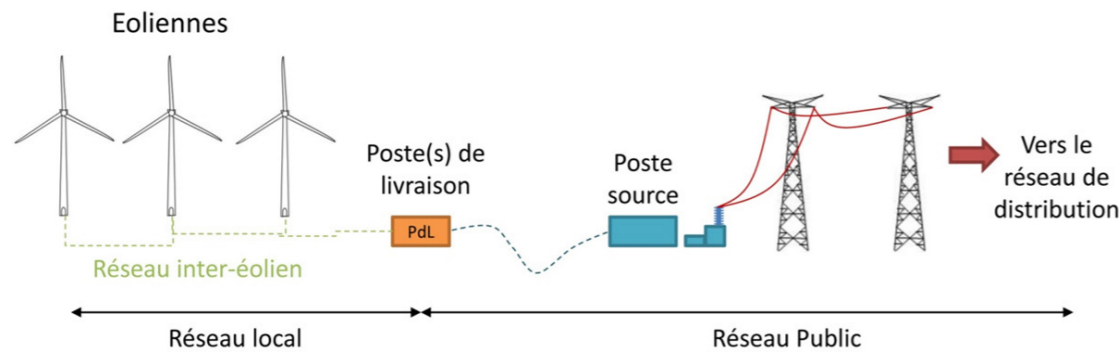 Eoliennes
Poste(s) de
livraison
PdL
Poste
source
Vers le
réseau de
distribution
Réseau inter-éolien
Réseau local
Réseau Public